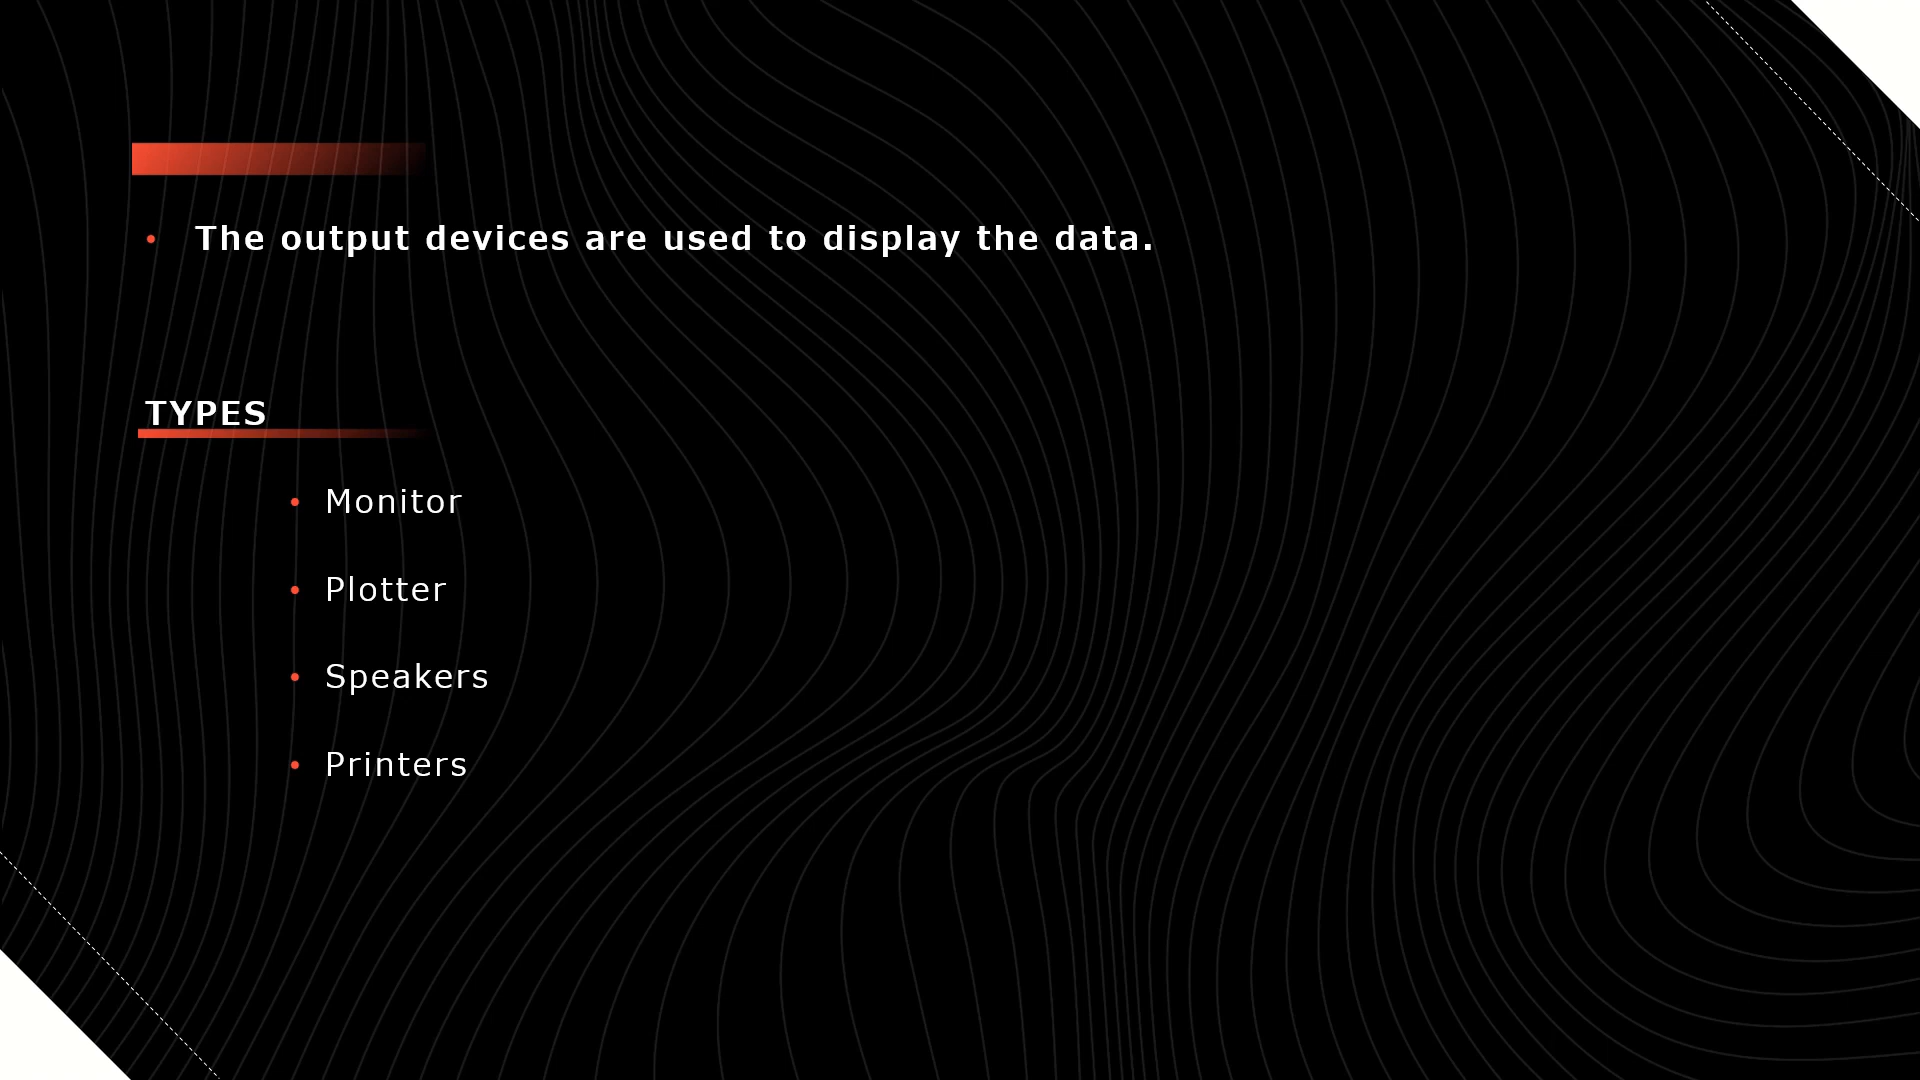 The output devices are used to display the data.
TYPES
Monitor
Plotter
Speakers
Printers